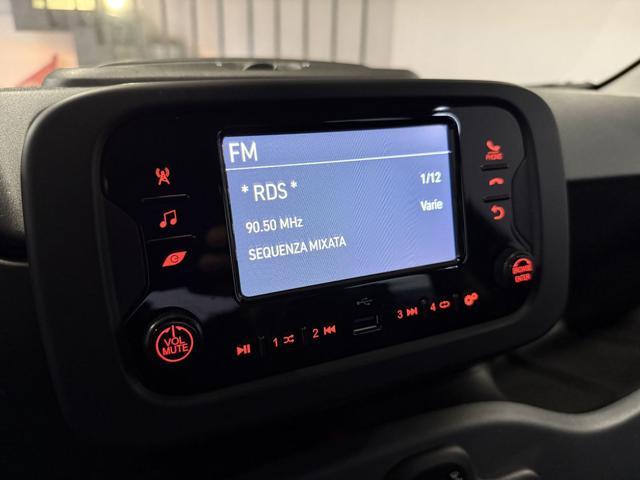 FM
* RDS *
1/12
Varie
90.50 MHz
SEQUENZA MIXATA
PHONE
BROWSE
ENTER
VOL
MUTE
1
2
3
4